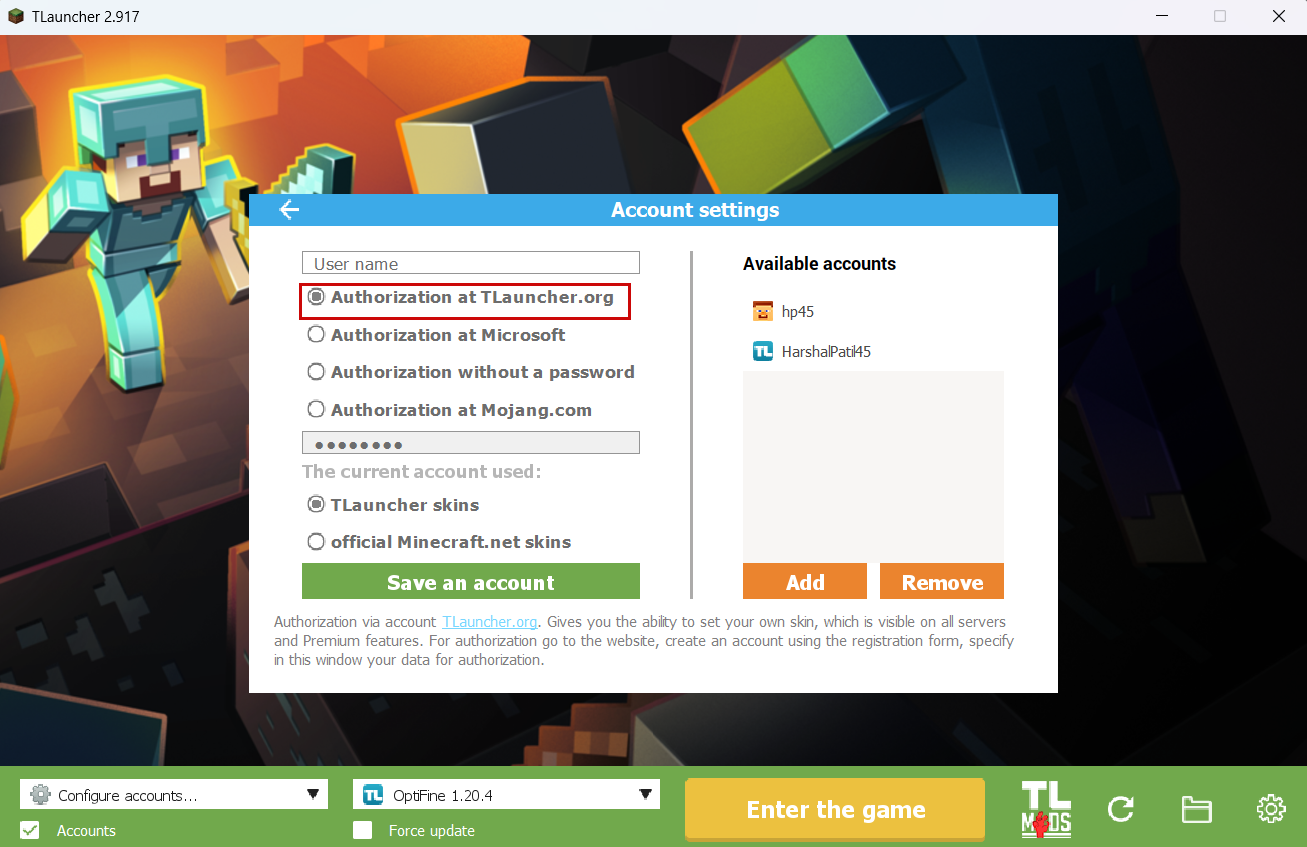 TLauncher 2.917
Account settings
User name
Authorization at TLauncher.org
Authorization at Microsoft
Authorization without a password
Authorization at Mojang.com
●●●●●●●●
The current account used:
TLauncher skins
official Minecraft.net skins
Save an account
Available accounts
hp45
TL HarshalPatil45
Add Remove
Authorization via account TLauncher.org. Gives you the ability to set your own skin, which is visible on all servers
and Premium features. For authorization go to the website, create an account using the registration form, specify
in this window your data for authorization.
Configure accounts...
Accounts
TL OptiFine 1.20.4
Force update
Enter the game
TL
MODS